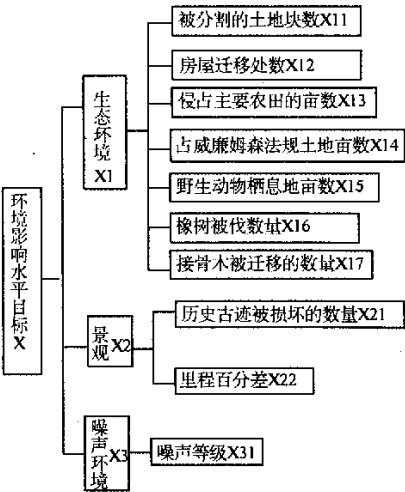 环境影响水平目标X
生态环境X1
被分割的土地块数X11
房屋迁移处数X12
侵占主要农田的亩数X13
占威廉姆森法规土地亩数X14
野生动物栖息地亩数X15
橡树被伐数量X16
接骨木被迁移的数量X17
景观X2
历史古迹被损坏的数量X21
里程百分差X22
噪声环境X3
噪声等级X31